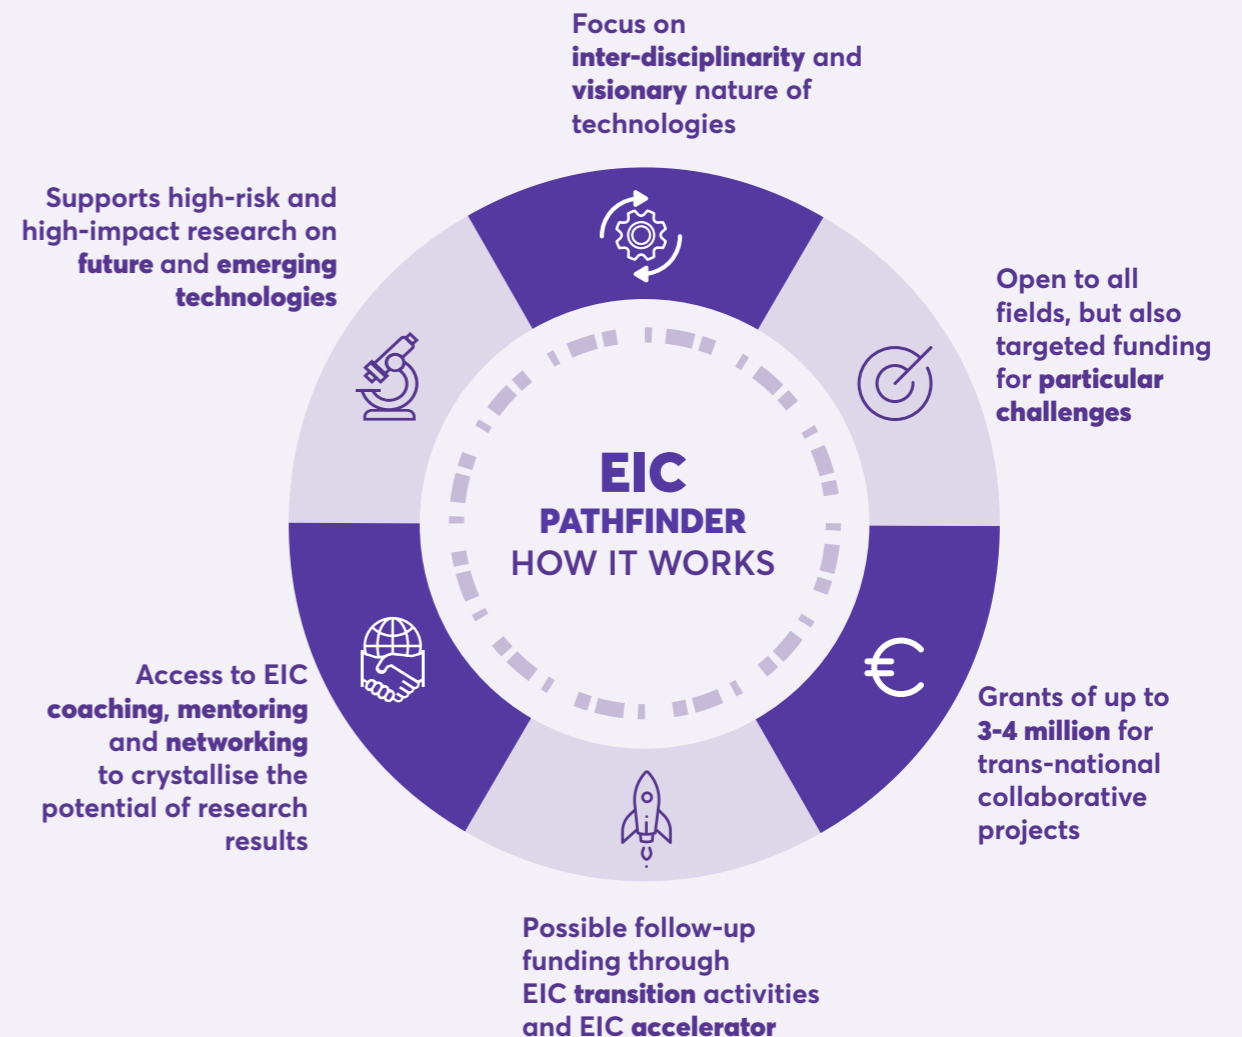 Focus on
inter-disciplinarity and
visionary nature of
technologies
Supports high-risk and
high-impact research on
future and emerging
technologies
Open to all
fields, but also
targeted funding
for particular
challenges
EIC
PATHFINDER
HOW IT WORKS
Access to EIC
coaching, mentoring
and networking
to crystallise the
potential of research
results
€
Grants of up to
3-4 million for
trans-national
collaborative
projects
Possible follow-up
funding through
EIC transition activities
and EIC accelerator